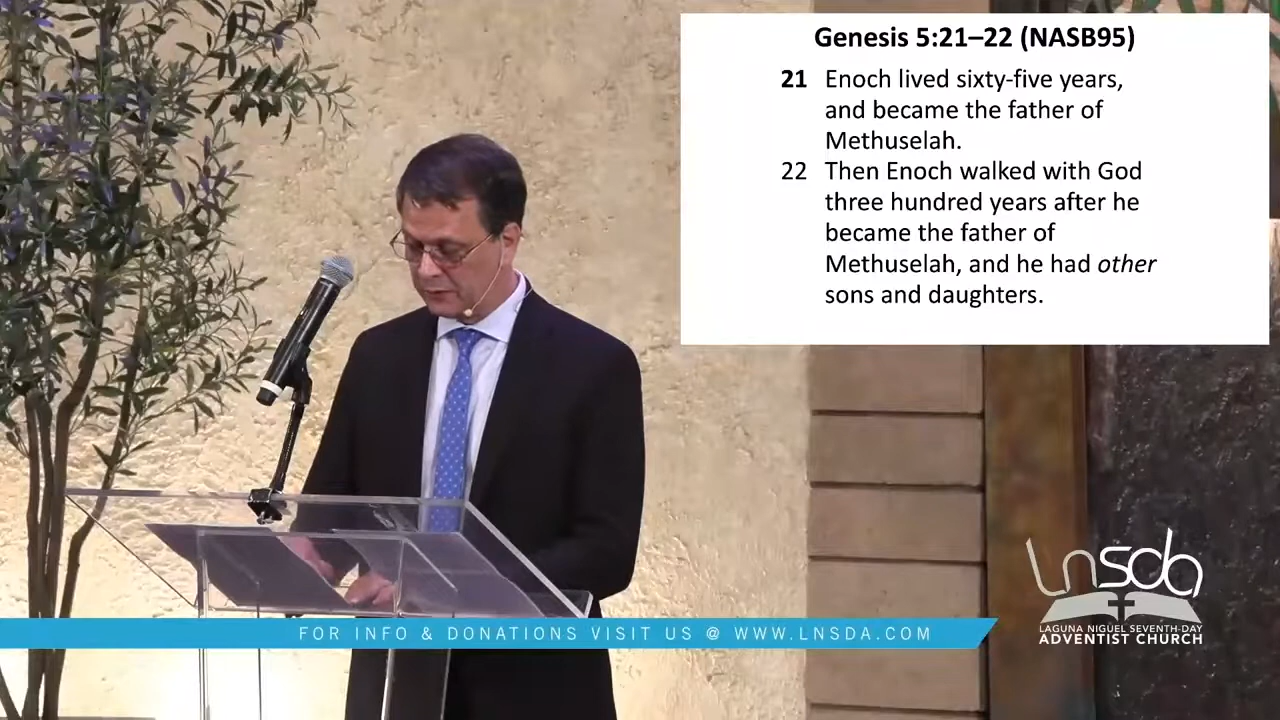 Genesis 5:21–22 (NASB95)
21 Enoch lived sixty-five years,
and became the father of
Methuselah.
22 Then Enoch walked with God
three hundred years after he
became the father of
Methuselah, and he had other
sons and daughters.
lnsda
LAGUNA NIGUEL SEVENTH-DAY
ADVENTIST CHURCH
FOR INFO & DONATIONS VISIT US @ WWW.LNSDA.COM